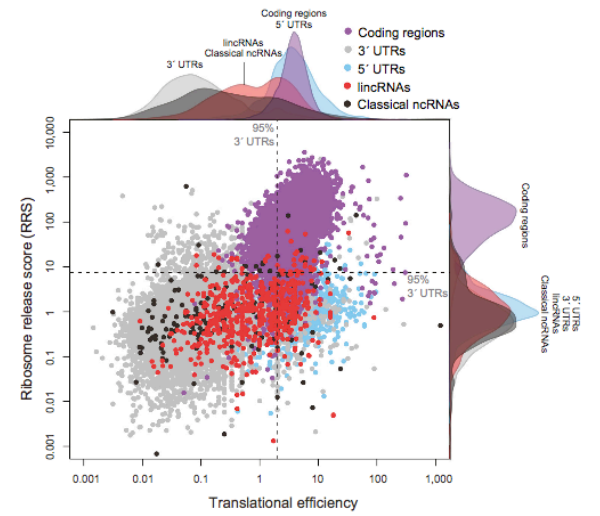 Coding regions
5´ UTRs
lincRNAs
Classical ncRNAs
3´ UTRs
Coding regions
3´ UTRs
5´ UTRs
lincRNAs
Classical ncRNAs
95%
3´ UTRs
10,000
1,000
100
10
1
0.1
0.01
0.001
Ribosome release score (RRS)
95%
3´ UTRs
Coding regions
5´ UTRs
3´ UTRs
lincRNAs
Classical ncRNAs
0.001
0.01
0.1
1
10
100
1,000
Translational efficiency